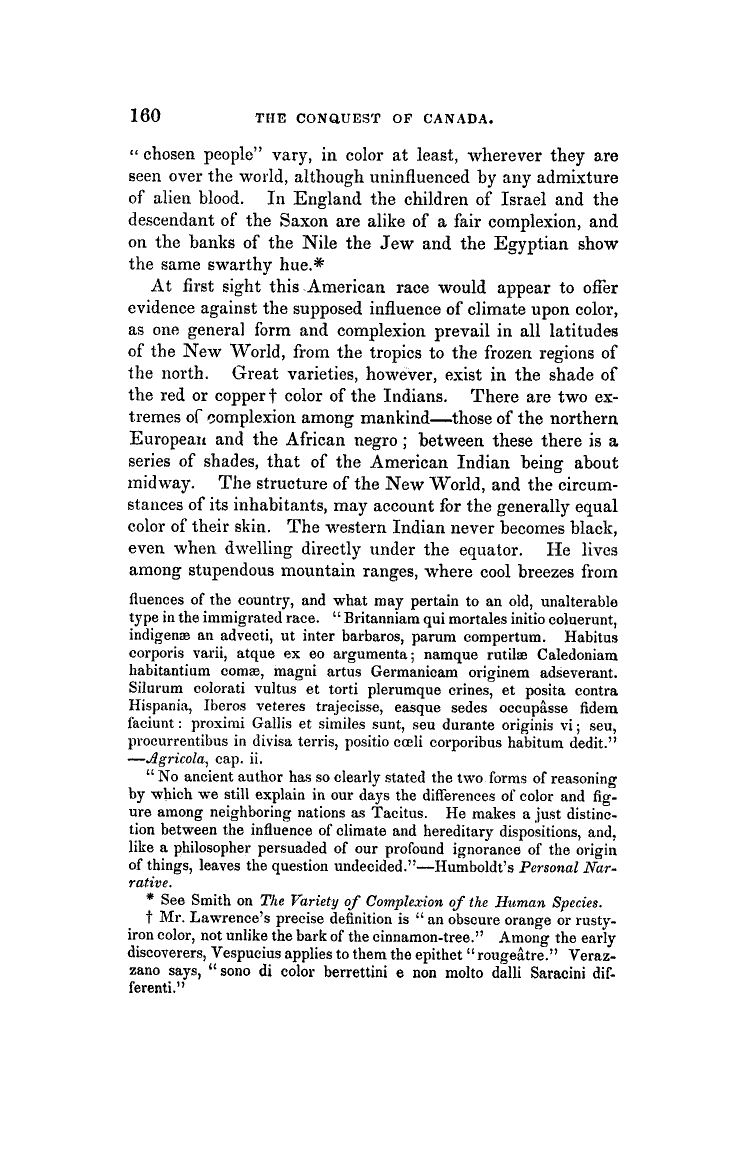 160 THE CONQUEST OF CANADA.
“chosen people” vary, in color at least, wherever they are
seen over the world, although uninfluenced by any admixture
of alien blood. In England the children of Israel and the
descendant of the Saxon are alike of a fair complexion, and
on the banks of the Nile the Jew and the Egyptian show
the same swarthy hue.*
At first sight this American race would appear to offer
evidence against the supposed influence of climate upon color,
as one general form and complexion prevail in all latitudes
of the New World, from the tropics to the frozen regions of
the north. Great varieties, however, exist in the shade of
the red or copper† color of the Indians. There are two ex-
tremes of complexion among mankind—those of the northern
European and the African negro; between these there is a
series of shades, that of the American Indian being about
midway. The structure of the New World, and the circum-
stances of its inhabitants, may account for the generally equal
color of their skin. The western Indian never becomes black,
even when dwelling directly under the equator. He lives
among stupendous mountain ranges, where cool breezes from
fluences of the country, and what may pertain to an old, unalterable
type in the immigrated race. “Britanniam qui mortales initio coluerunt,
indigenæ an advecti, ut inter barbaros, parum compertum. Habitus
corporis varii, atque ex eo argumenta; namque rutilæ Caledoniam
habitantium comæ, magni artus Germanicam originem adseverant.
Silurum colorati vultus et torti plerumque crines, et posita contra
Hispania, Iberos veteres trajecisse, easque sedes occupâsse fidem
faciunt: proximi Gallis et similes sunt, seu durante originis vi; seu,
procurrentibus in divisa terris, positio cœli corporibus habitum dedit.”
—Agricola, cap. ii.
“No ancient author has so clearly stated the two forms of reasoning
by which we still explain in our days the differences of color and fig-
ure among neighboring nations as Tacitus. He makes a just distinc-
tion between the influence of climate and hereditary dispositions, and,
like a philosopher persuaded of our profound ignorance of the origin
of things, leaves the question undecided.”—Humboldt’s Personal Nar-
rative.
* See Smith on The Variety of Complexion of the Human Species.
† Mr. Lawrence’s precise definition is “an obscure orange or rusty-
iron color, not unlike the bark of the cinnamon-tree.” Among the early
discoverers, Vespucius applies to them the epithet “rougeâtre.” Veraz-
zano says, “sono di color berrettini e non molto dalli Saracini dif-
ferenti.”